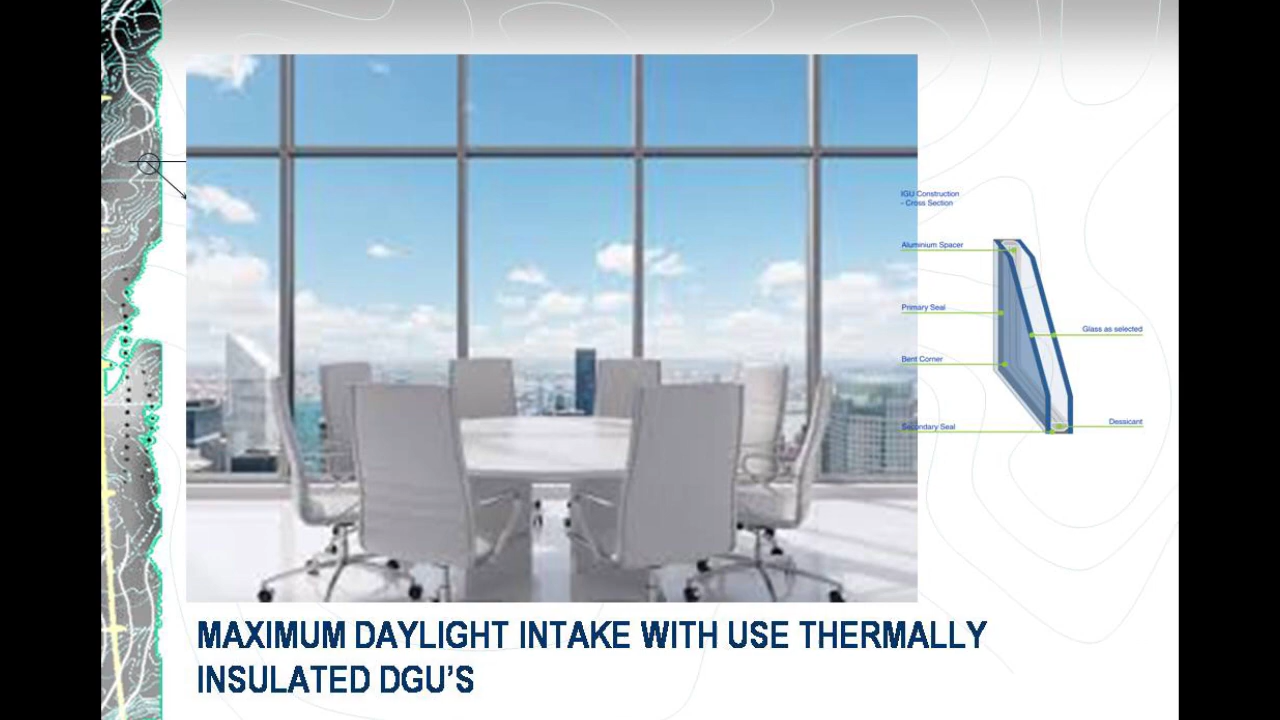 IGU Construction
- Cross Section
Aluminium Spacer
Primary Seal
Glass as selected
Bent Corner
Dessicant
Secondary Seal
MAXIMUM DAYLIGHT INTAKE WITH USE THERMALLY
INSULATED DGU'S